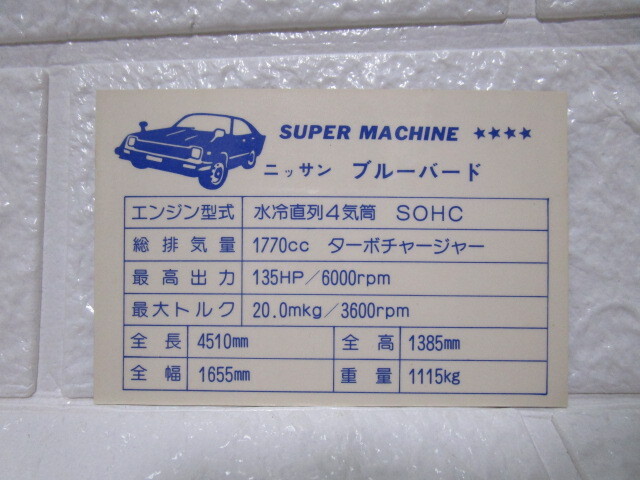 SUPER MACHINE ★★★★
ニッサン ブルーバード
エンジン型式 水冷直列4気筒 SOHC
総排気量 1770cc ターボチャージャー
最高出力 135HP/6000rpm
最大トルク 20.0mkg/3600rpm
全長 4510mm 全高 1385mm
全幅 1655mm 重量 1115kg